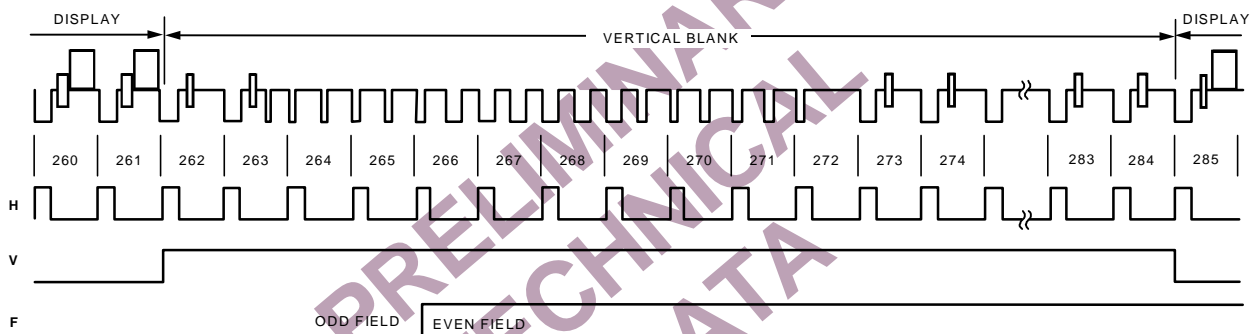 DISPLAY
DISPLAY
VERTICAL BLANK
260 261 262 263 264 265 266 267 268 269 270 271 272 273 274 283 284 285
H
V
F
ODD FIELD EVEN FIELD
PRELIMINAR
TECHNICAL
DATA